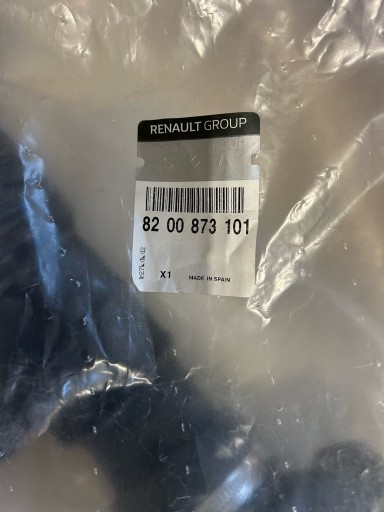 RENAULT GROUP
82 00 873 101
X1
MADE IN SPAIN